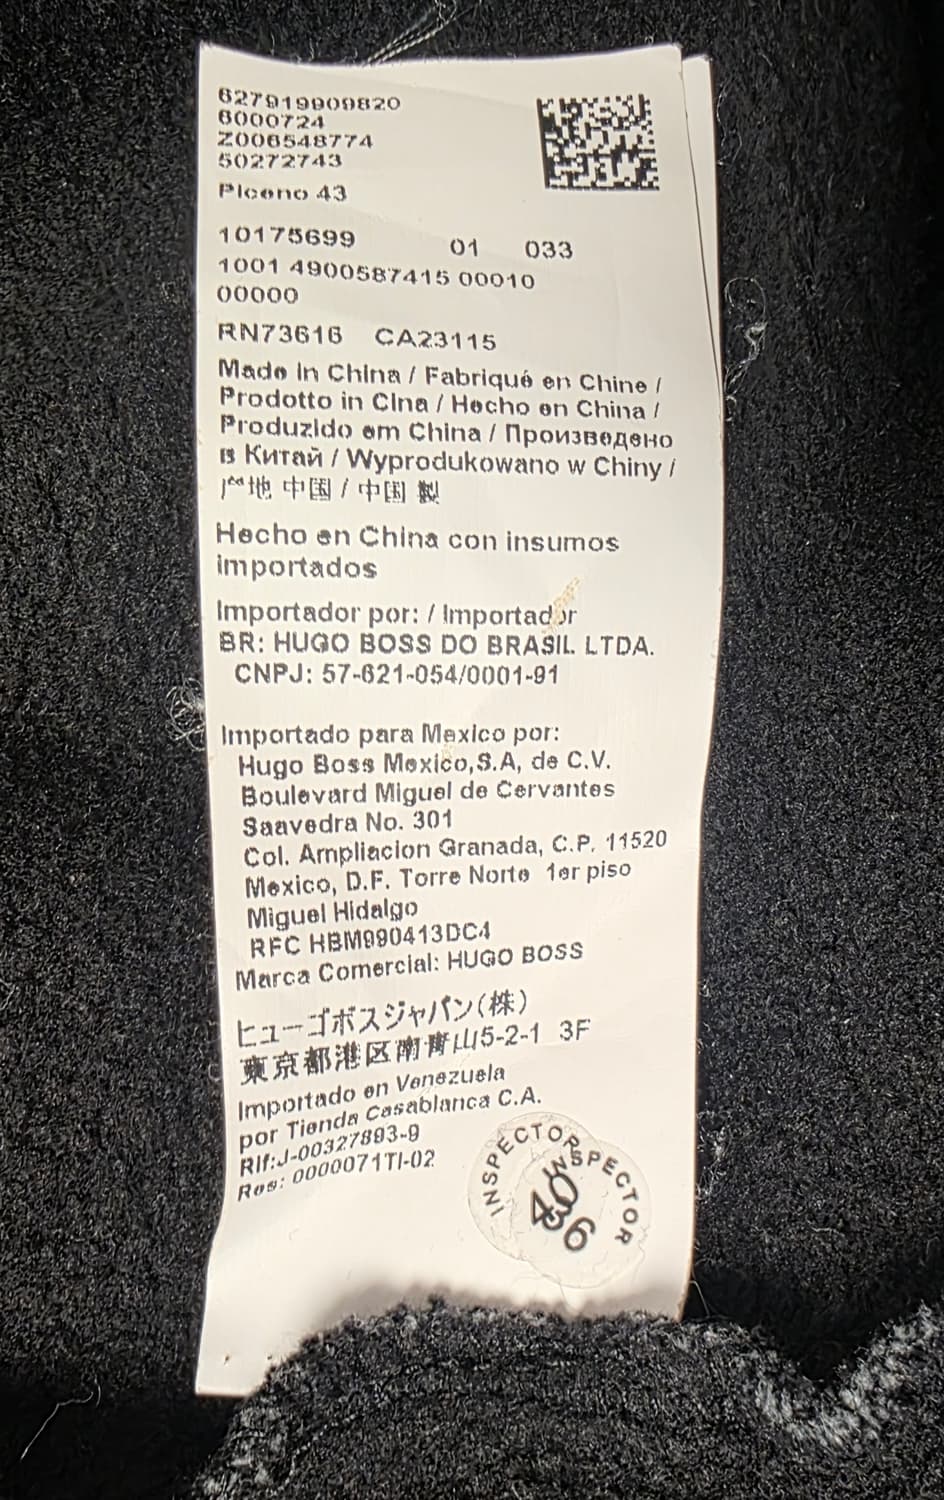 627919909820
6000724
Z006548774
50272743
Piceno 43
10175699 01 033
1001 4900587415 00010
00000
RN73616 CA23115
Made in China / Fabriqué en Chine /
Prodotto in Cina / Hecho en China /
Produzido em China / Произведено
в Китай / Wyprodukowano w Chiny /
产地 中国 / 中国 製
Hecho en China con insumos
importados
Importador por: / Importador
BR: HUGO BOSS DO BRASIL LTDA.
CNPJ: 57-621-054/0001-91
Importado para Mexico por:
Hugo Boss Mexico,S.A, de C.V.
Boulevard Miguel de Cervantes
Saavedra No. 301
Col. Ampliacion Granada, C.P. 11520
Mexico, D.F. Torre Norte 1er piso
Miguel Hidalgo
RFC HBM990413DC4
Marca Comercial: HUGO BOSS
ヒューゴボスジャパン(株)
東京都港区南青山5-2-1 3F
Importado en Venezuela
por Tienda Casablanca C.A.
Rif:J-00327893-9
Res: 0000071TI-02
INSPECTOR
INSPECTOR